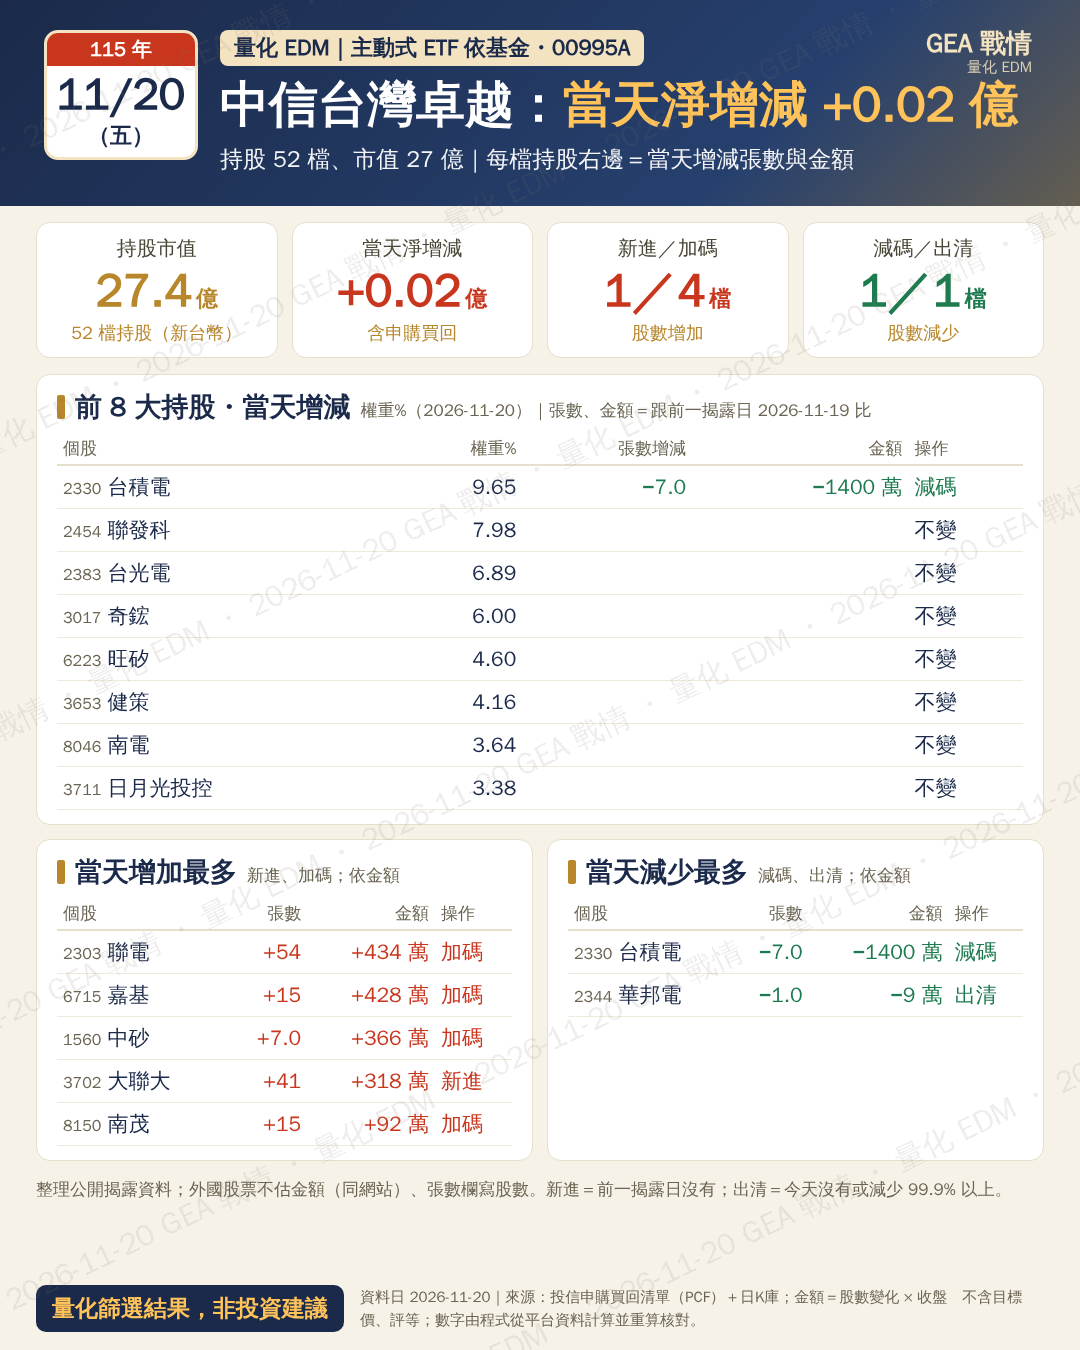 115 年
11/20
（五）
量化 EDM｜主動式 ETF 依基金・00995A
GEA 戰情
量化 EDM
中信台灣卓越：當天淨增減 +0.02 億
持股 52 檔、市值 27 億｜每檔持股右邊＝當天增減張數與金額
持股市值
27.4 億
52 檔持股（新台幣）
當天淨增減
+0.02 億
含申購買回
新進／加碼
1／4 檔
股數增加
減碼／出清
1／1 檔
股數減少
前 8 大持股・當天增減 權重%（2026-11-20）｜張數、金額＝跟前一揭露日 2026-11-19 比
個股 權重% 張數增減 金額 操作
2330 台積電 9.65 −7.0 −1400 萬 減碼
2454 聯發科 7.98 不變
2383 台光電 6.89 不變
3017 奇鋐 6.00 不變
6223 旺矽 4.60 不變
3653 健策 4.16 不變
8046 南電 3.64 不變
3711 日月光投控 3.38 不變
當天增加最多 新進、加碼；依金額
個股 張數 金額 操作
2303 聯電 +54 +434 萬 加碼
6715 嘉基 +15 +428 萬 加碼
1560 中砂 +7.0 +366 萬 加碼
3702 大聯大 +41 +318 萬 新進
8150 南茂 +15 +92 萬 加碼
當天減少最多 減碼、出清；依金額
個股 張數 金額 操作
2330 台積電 −7.0 −1400 萬 減碼
2344 華邦電 −1.0 −9 萬 出清
整理公開揭露資料；外國股票不估金額（同網站）、張數欄寫股數。新進＝前一揭露日沒有；出清＝今天沒有或減少 99.9% 以上。
量化篩選結果，非投資建議
資料日 2026-11-20｜來源：投信申購買回清單（PCF）＋日K庫；金額＝股數變化 × 收盤　不含目標
價、評等；數字由程式從平台資料計算並重算核對。
2026-11-20 GEA 戰情 ・ 量化 EDM